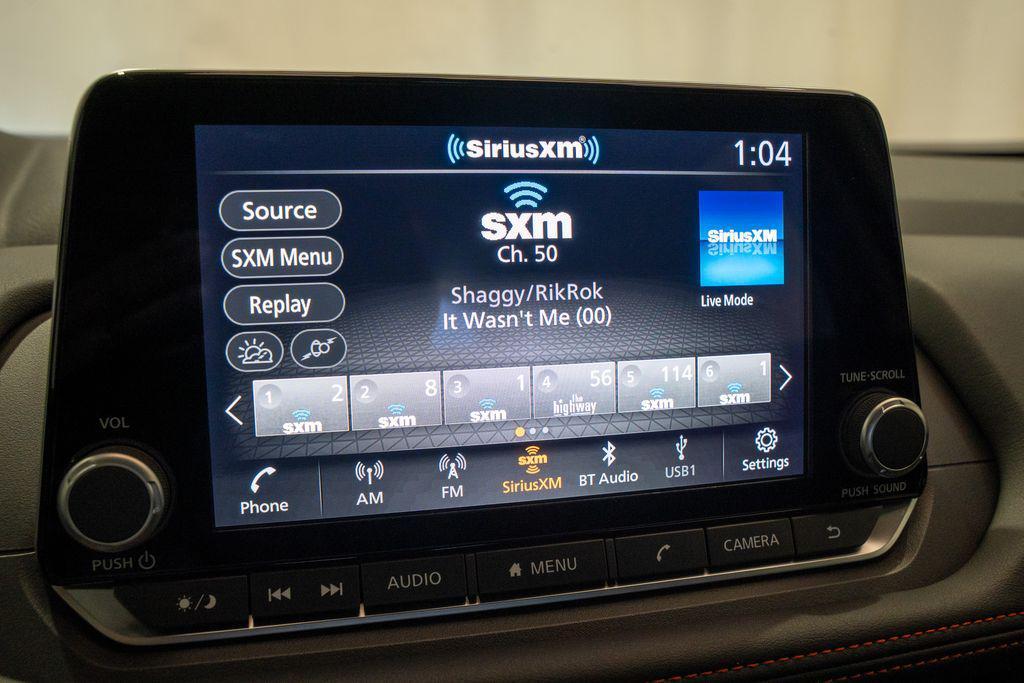 SiriusXM®
1:04
Source
SXM Menu
Replay
sxm
Ch. 50
Shaggy/RikRok
It Wasn't Me (00)
SiriusXM
Live Mode
1 2 sxm
2 8 sxm
3 1 sxm
4 56 the highway
5 114 sxm
6 1 sxm
Phone
AM
FM
sxm
SiriusXM
BT Audio
USB1
Settings
VOL
PUSH
TUNE·SCROLL
PUSH SOUND
AUDIO
MENU
CAMERA